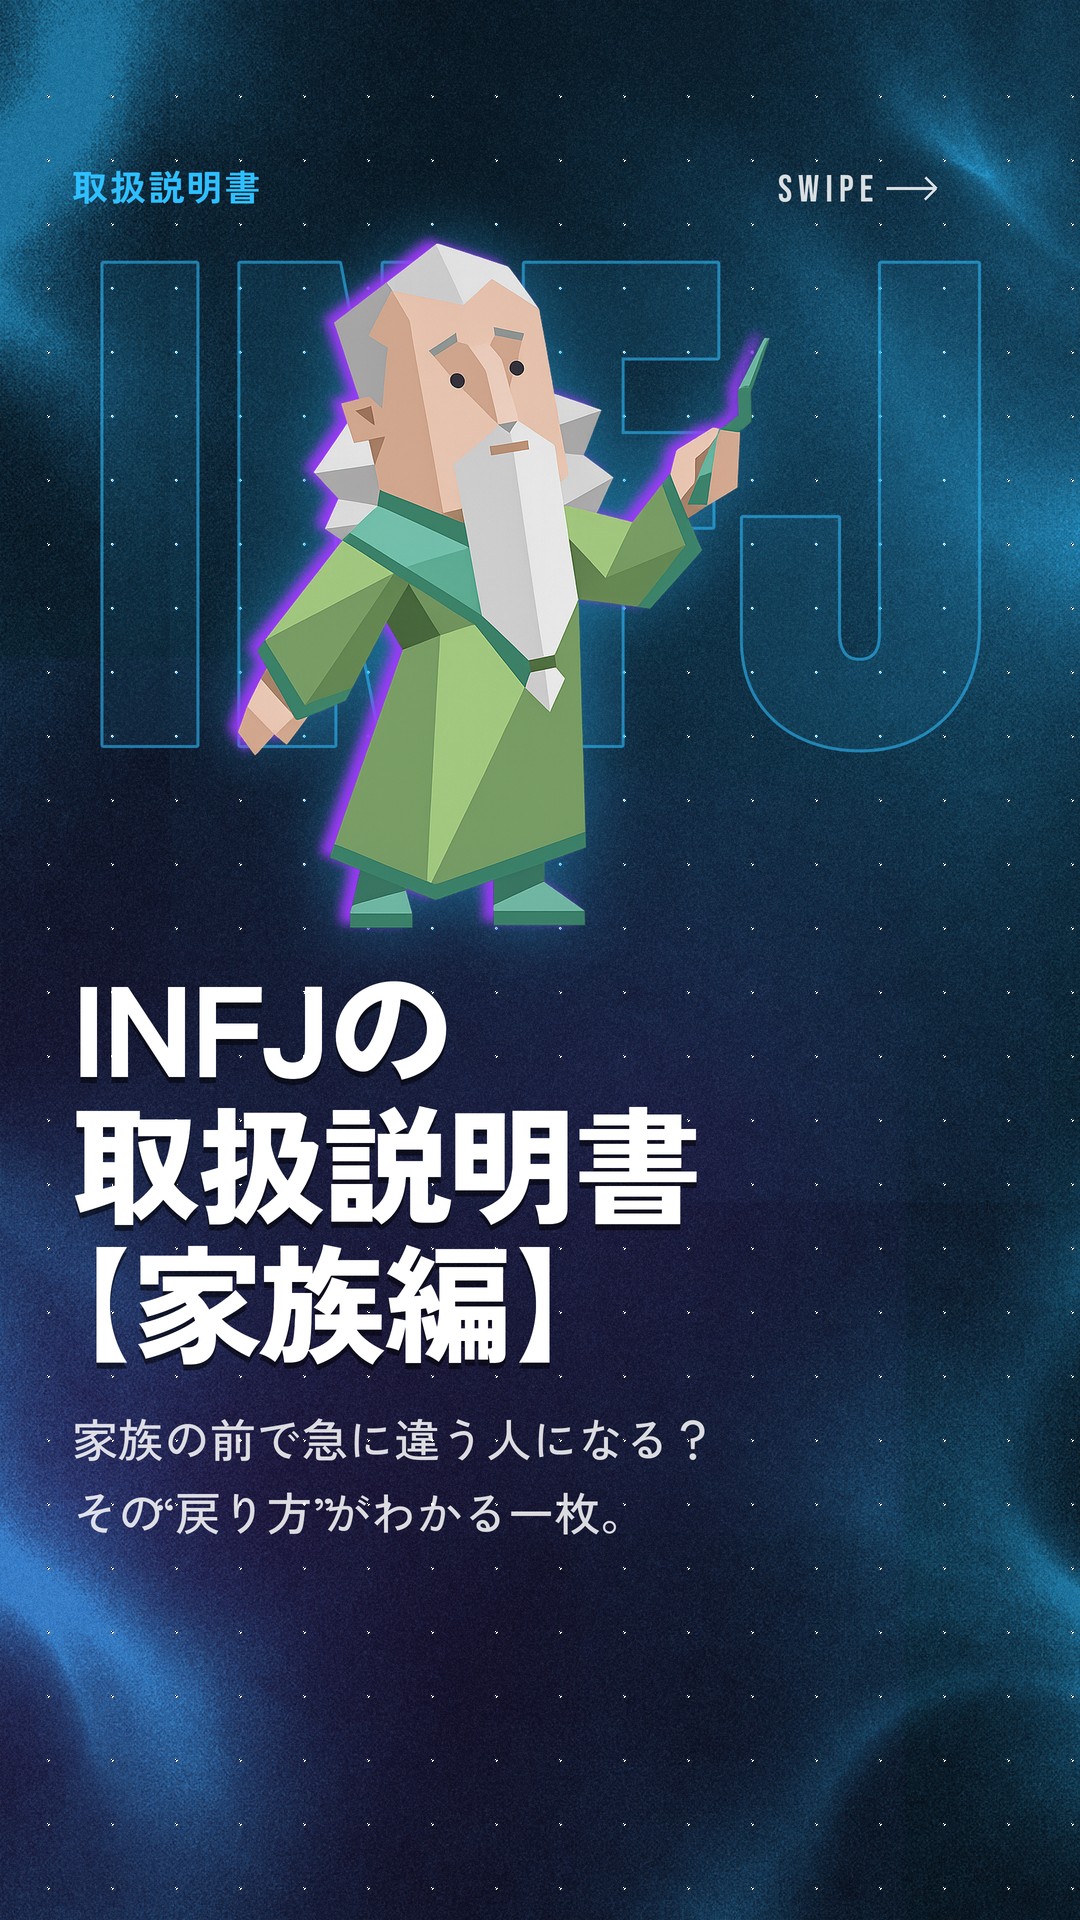 取扱説明書
SWIPE →
INFJ
INFJの
取扱説明書
【家族編】
家族の前で急に違う人になる？
その“戻り方”がわかる一枚。